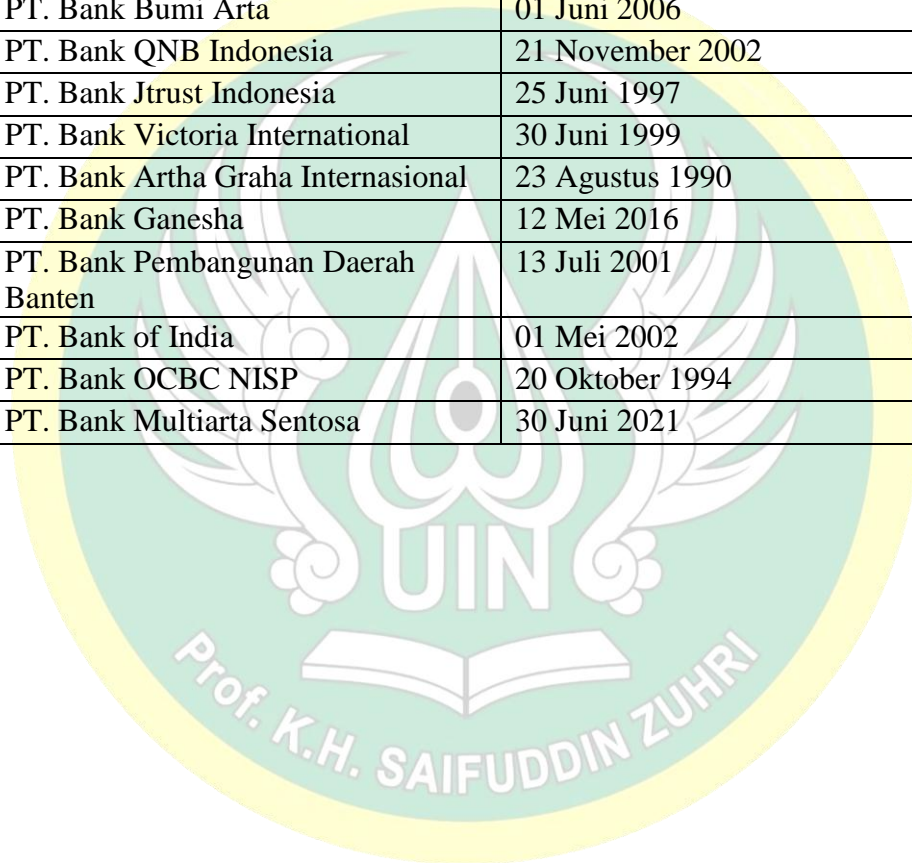 PT. Bank Bumi Arta 01 Juni 2006
PT. Bank QNB Indonesia 21 November 2002
PT. Bank Jtrust Indonesia 25 Juni 1997
PT. Bank Victoria International 30 Juni 1999
PT. Bank Artha Graha Internasional 23 Agustus 1990
PT. Bank Ganesha 12 Mei 2016
PT. Bank Pembangunan Daerah 13 Juli 2001
Banten
PT. Bank of India 01 Mei 2002
PT. Bank OCBC NISP 20 Oktober 1994
PT. Bank Multiarta Sentosa 30 Juni 2021
UIN
Prof. K.H. SAIFUDDIN ZUHRI